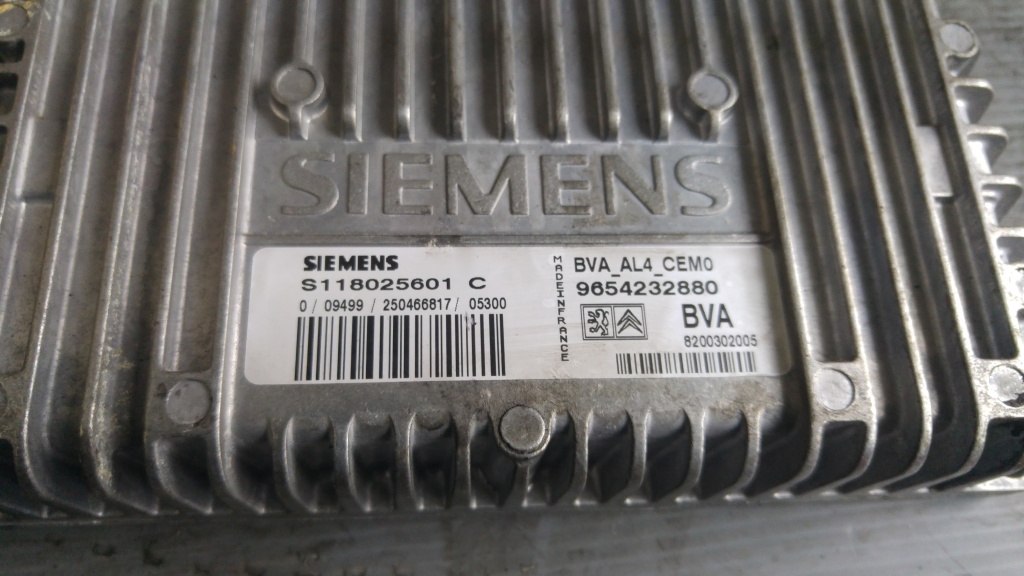 SIEMENS
SIEMENS
S118025601 C
0 / 09499 / 250466817 / 05300
MADE IN FRANCE
BVA_AL4_CEM0
9654232880
BVA
8200302005